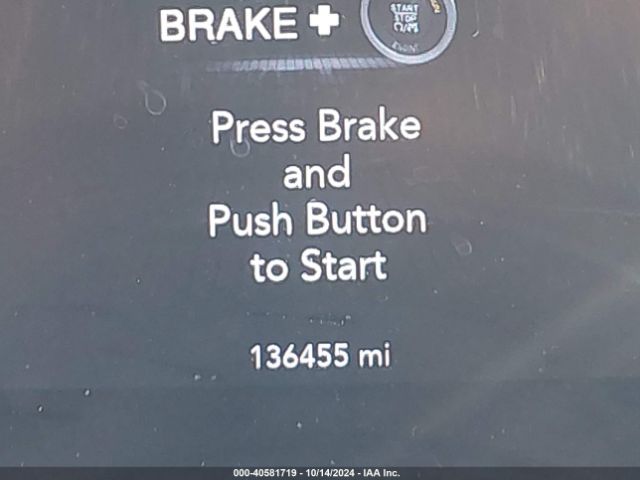 BRAKE +
START
STOP
ENGINE
Press Brake
and
Push Button
to Start
136455 mi
000-40581719 - 10/14/2024 - IAA Inc.